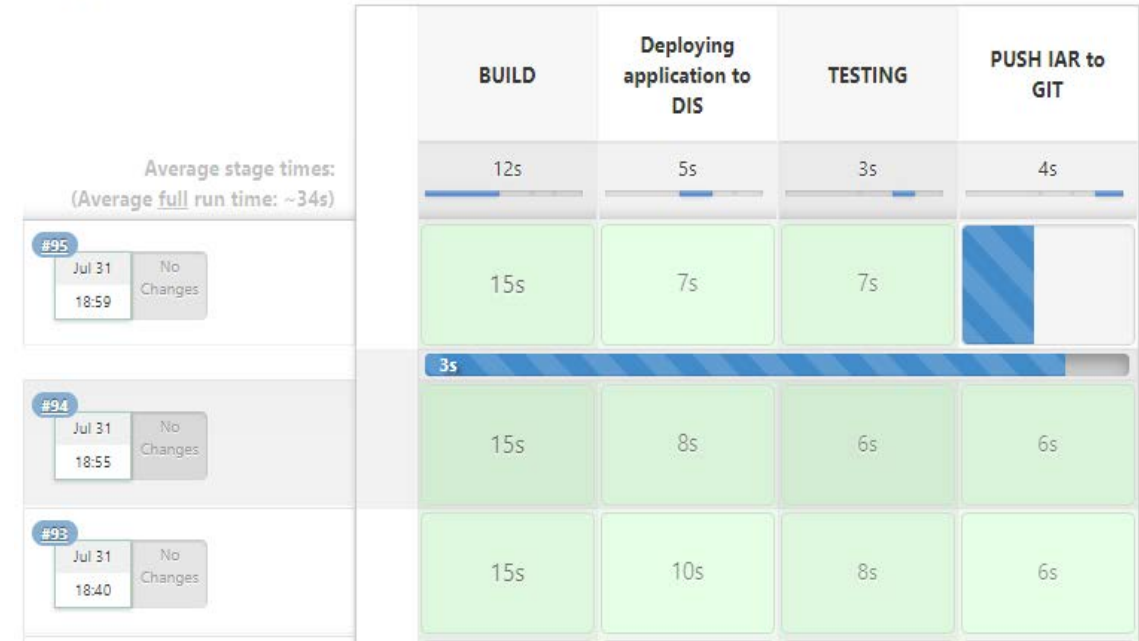 BUILD
Deploying
application to
DIS
TESTING
PUSH IAR to
GIT
Average stage times:
(Average full run time: ~34s)
12s
5s
3s
4s
#95
Jul 31
18:59
No
Changes
15s
7s
7s
3s
#94
Jul 31
18:55
No
Changes
15s
8s
6s
6s
#93
Jul 31
18:40
No
Changes
15s
10s
8s
6s